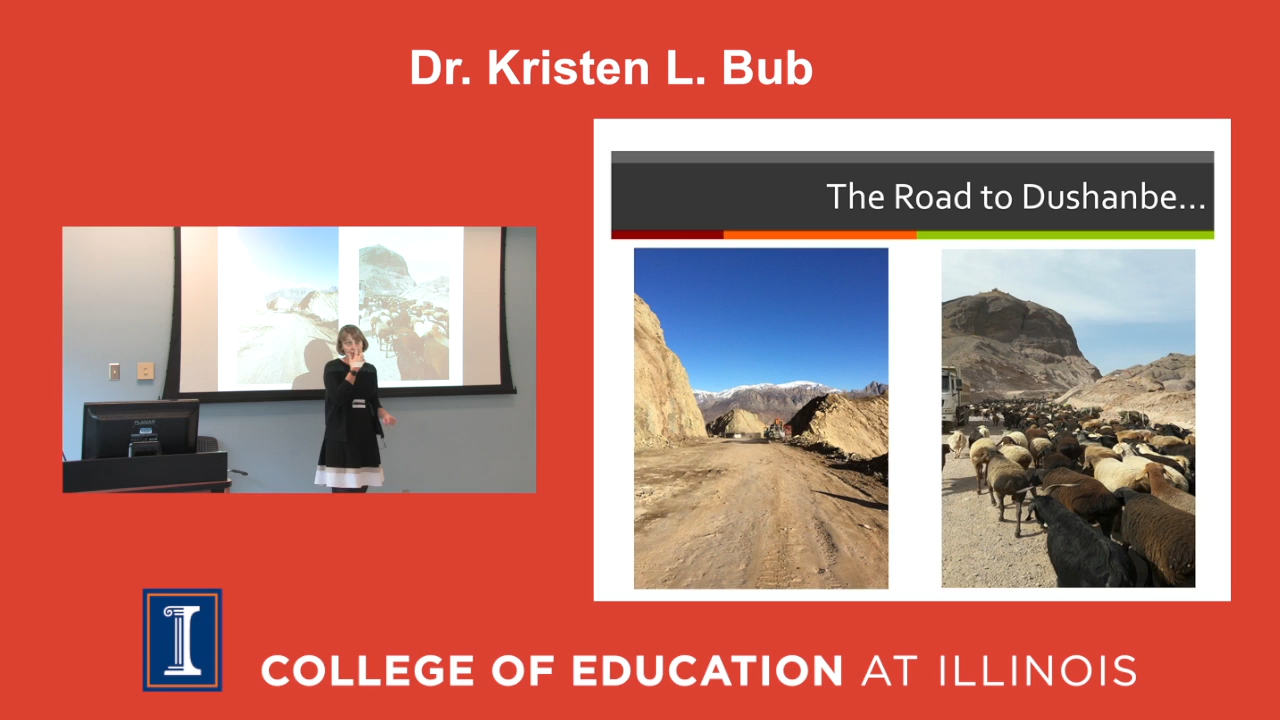 Dr. Kristen L. Bub
The Road to Dushanbe...
COLLEGE OF EDUCATION AT ILLINOIS